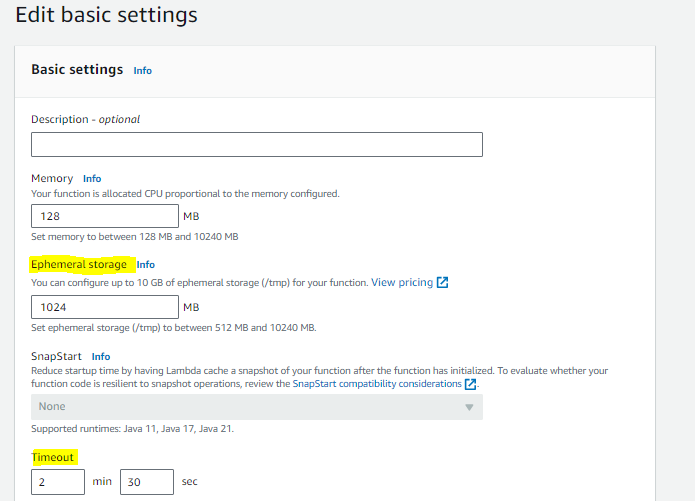 Edit basic settings
Basic settings Info
Description - optional
Memory Info
Your function is allocated CPU proportional to the memory configured.
128 MB
Set memory to between 128 MB and 10240 MB
Ephemeral storage Info
You can configure up to 10 GB of ephemeral storage (/tmp) for your function. View pricing
1024 MB
Set ephemeral storage (/tmp) to between 512 MB and 10240 MB.
SnapStart Info
Reduce startup time by having Lambda cache a snapshot of your function after the function has initialized. To evaluate whether your
function code is resilient to snapshot operations, review the SnapStart compatibility considerations.
None
Supported runtimes: Java 11, Java 17, Java 21.
Timeout
2 min 30 sec